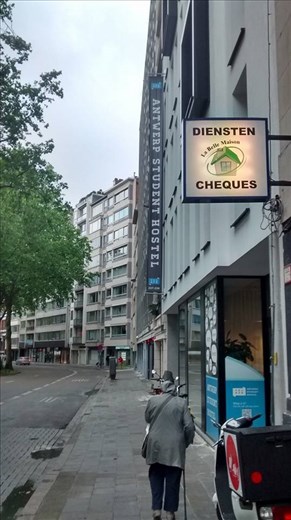 DIENSTEN
La Belle Maison
CHEQUES
ANTWERP STUDENT HOSTEL